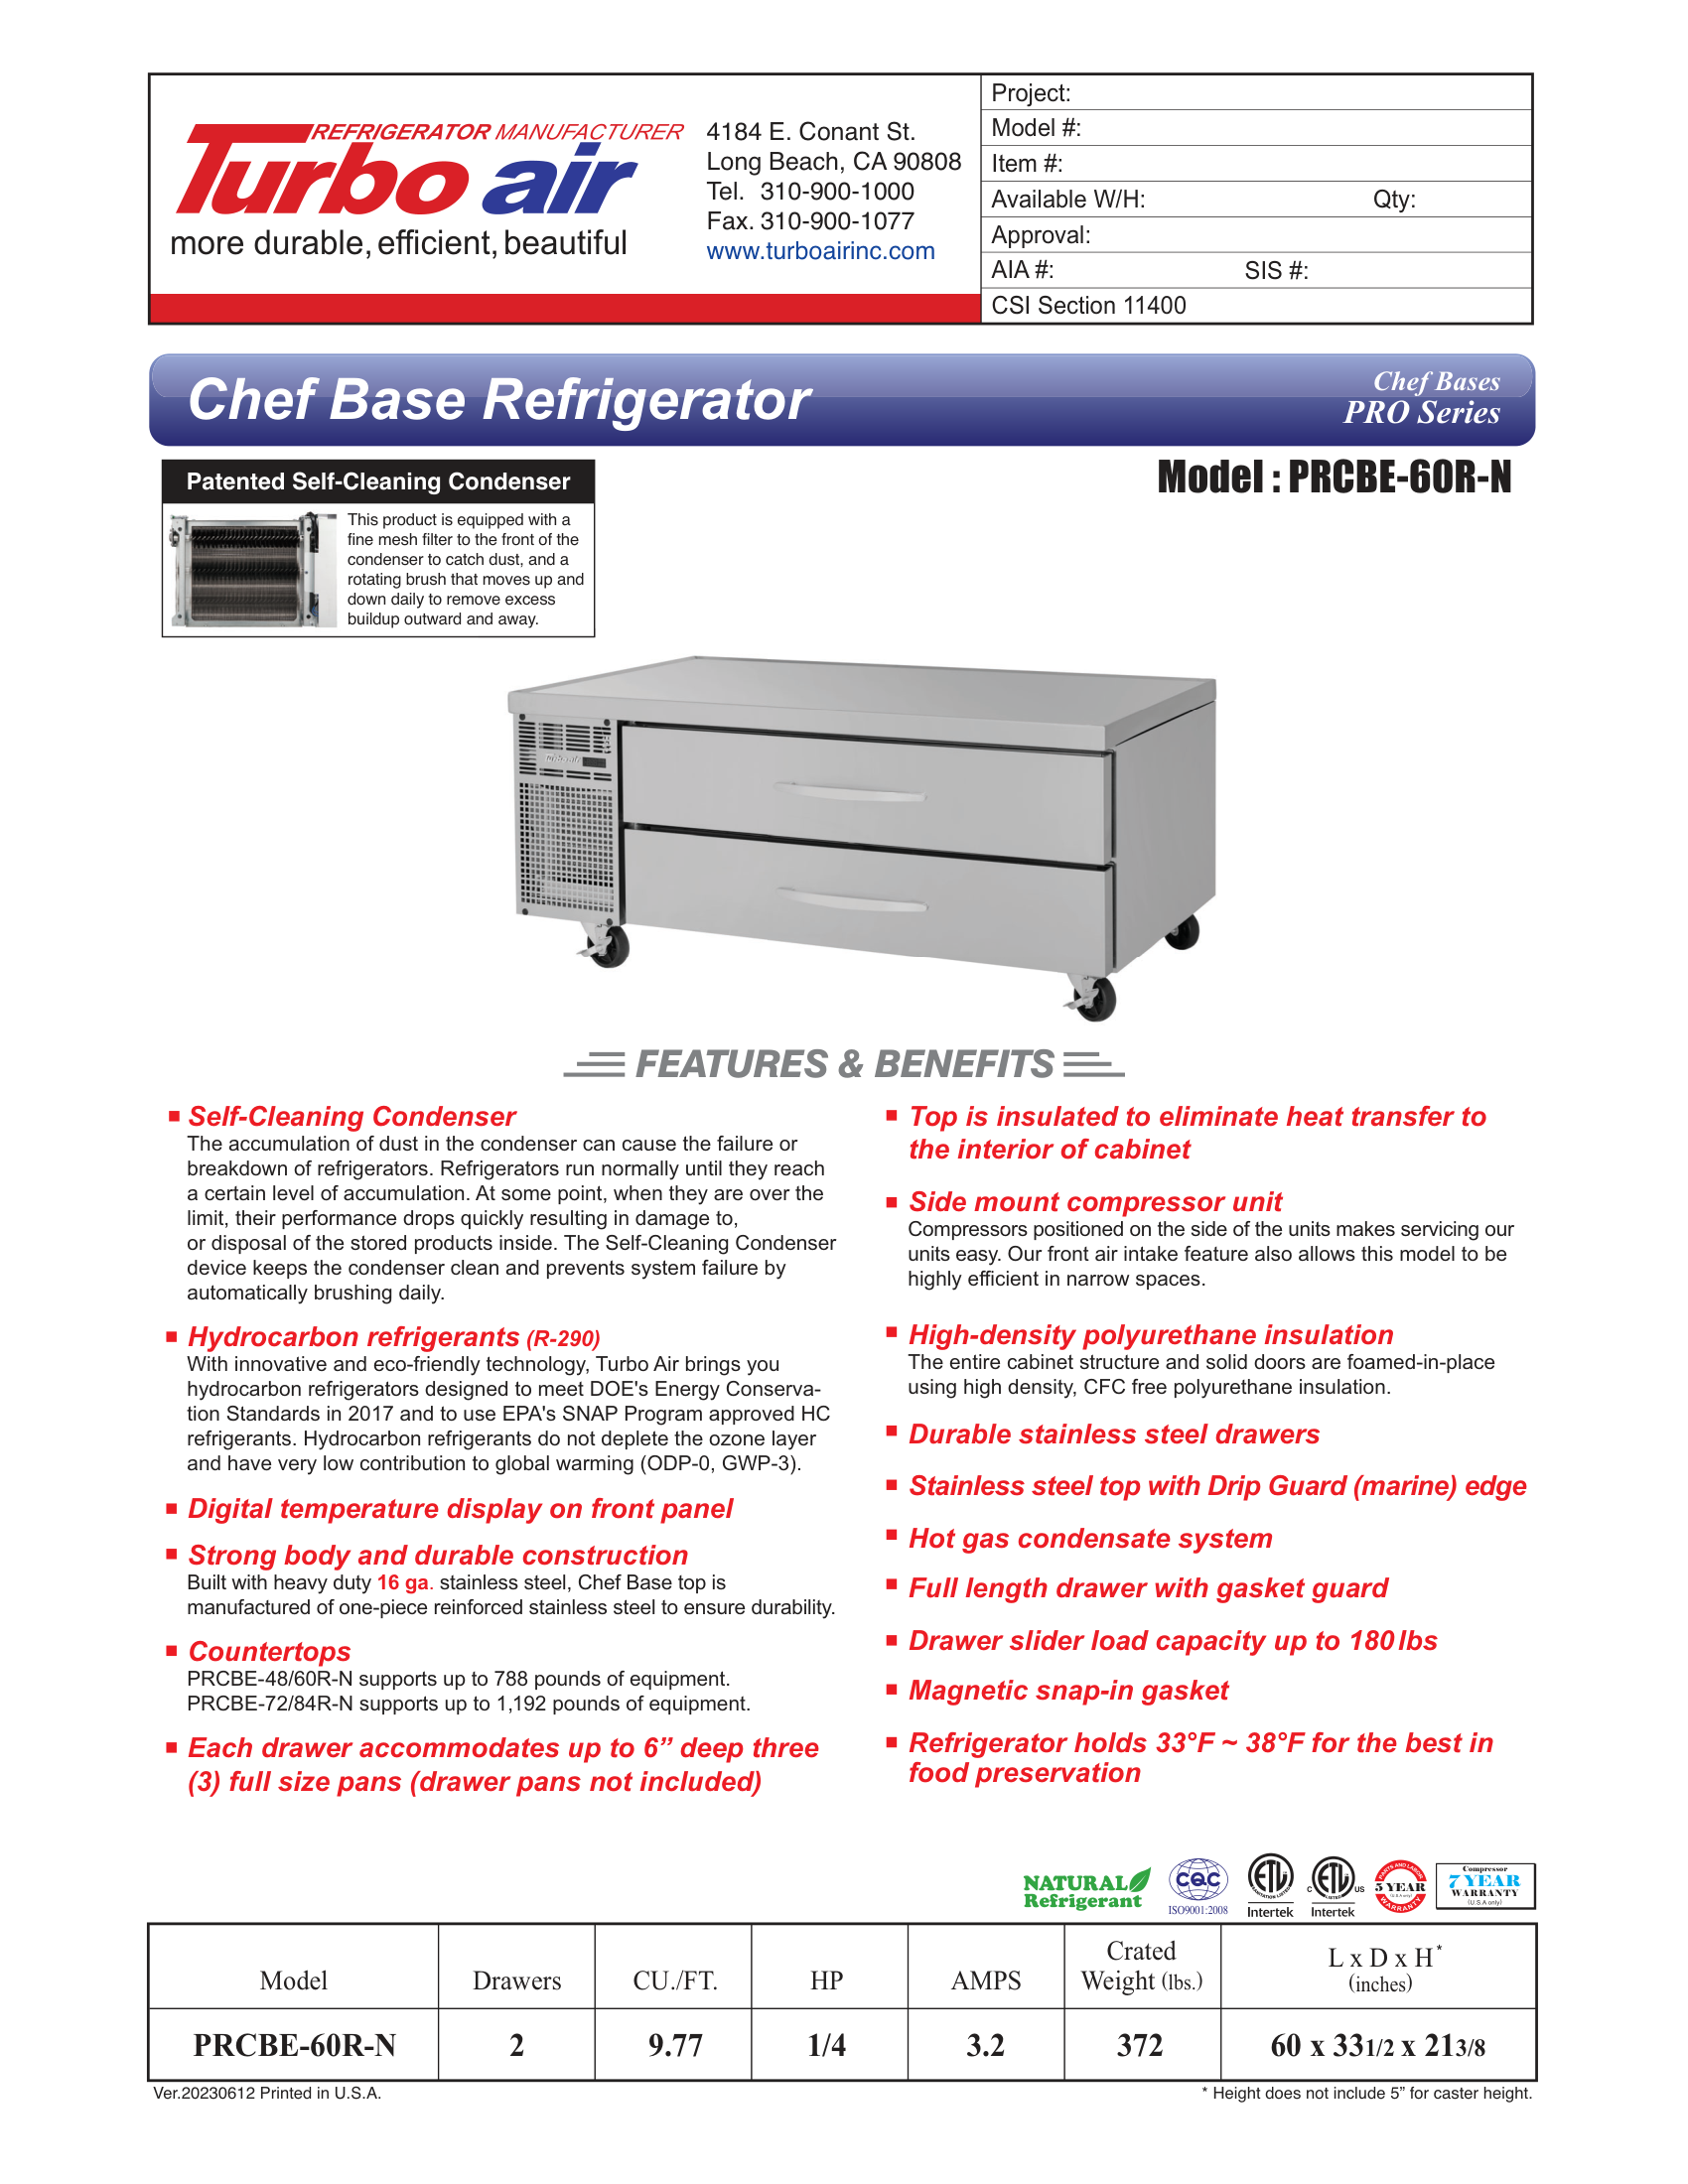 REFRIGERATOR MANUFACTURER
Turbo air
more durable, efficient, beautiful
4184 E. Conant St.
Long Beach, CA 90808
Tel. 310-900-1000
Fax. 310-900-1077
www.turboairinc.com
Project:
Model #:
Item #:
Available W/H: Qty:
Approval:
AIA #: SIS #:
CSI Section 11400
Chef Base Refrigerator
Chef Bases
PRO Series
Patented Self-Cleaning Condenser
This product is equipped with a
fine mesh filter to the front of the
condenser to catch dust, and a
rotating brush that moves up and
down daily to remove excess
buildup outward and away.
Model : PRCBE-60R-N
FEATURES & BENEFITS
Self-Cleaning Condenser
The accumulation of dust in the condenser can cause the failure or
breakdown of refrigerators. Refrigerators run normally until they reach
a certain level of accumulation. At some point, when they are over the
limit, their performance drops quickly resulting in damage to,
or disposal of the stored products inside. The Self-Cleaning Condenser
device keeps the condenser clean and prevents system failure by
automatically brushing daily.
Hydrocarbon refrigerants (R-290)
With innovative and eco-friendly technology, Turbo Air brings you
hydrocarbon refrigerators designed to meet DOE's Energy Conserva-
tion Standards in 2017 and to use EPA's SNAP Program approved HC
refrigerants. Hydrocarbon refrigerants do not deplete the ozone layer
and have very low contribution to global warming (ODP-0, GWP-3).
Digital temperature display on front panel
Strong body and durable construction
Built with heavy duty 16 ga. stainless steel, Chef Base top is
manufactured of one-piece reinforced stainless steel to ensure durability.
Countertops
PRCBE-48/60R-N supports up to 788 pounds of equipment.
PRCBE-72/84R-N supports up to 1,192 pounds of equipment.
Each drawer accommodates up to 6” deep three
(3) full size pans (drawer pans not included)
Top is insulated to eliminate heat transfer to
the interior of cabinet
Side mount compressor unit
Compressors positioned on the side of the units makes servicing our
units easy. Our front air intake feature also allows this model to be
highly efficient in narrow spaces.
High-density polyurethane insulation
The entire cabinet structure and solid doors are foamed-in-place
using high density, CFC free polyurethane insulation.
Durable stainless steel drawers
Stainless steel top with Drip Guard (marine) edge
Hot gas condensate system
Full length drawer with gasket guard
Drawer slider load capacity up to 180 lbs
Magnetic snap-in gasket
Refrigerator holds 33°F ~ 38°F for the best in
food preservation
NATURAL
Refrigerant
CQC
ISO9001:2008
ETL
SANITATION LISTED
Intertek
C ETL US
LISTED
Intertek
PARTS AND LABOR
5 YEAR
(U.S.A only)
WARRANTY
Compressor
7 YEAR
WARRANTY
(U.S.A only)
Model Drawers CU./FT. HP AMPS Crated Weight (lbs.) L x D x H* (inches)
PRCBE-60R-N 2 9.77 1/4 3.2 372 60 x 33 1/2 x 21 3/8
Ver.20230612 Printed in U.S.A.
* Height does not include 5” for caster height.